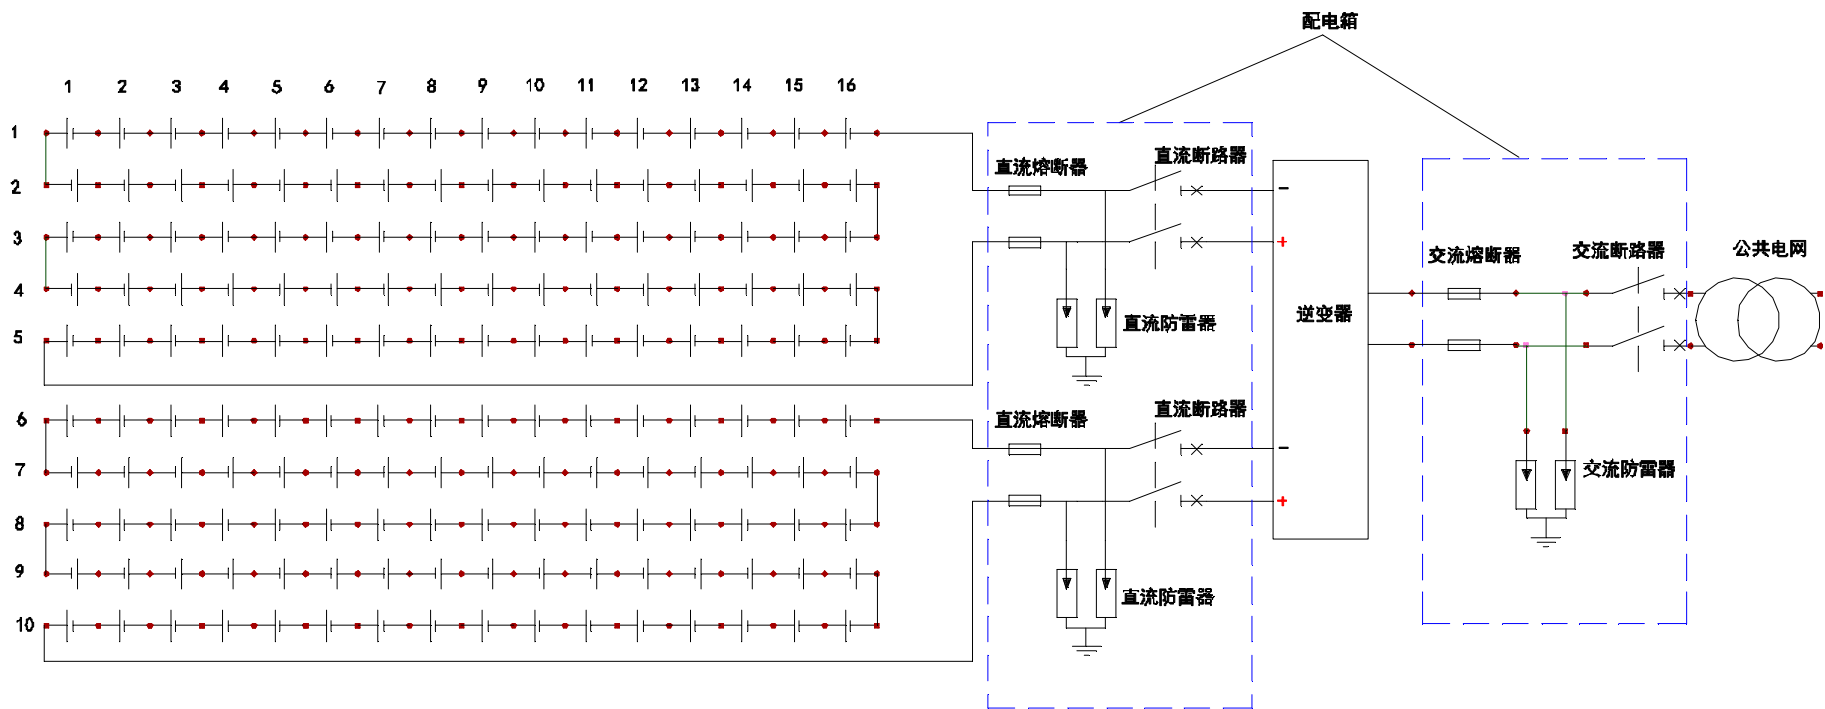 配电箱
1 2 3 4 5 6 7 8 9 10 11 12 13 14 15 16
1
2
3
4
5
6
7
8
9
10
直流熔断器
直流断路器
-
+
直流防雷器
直流熔断器
直流断路器
-
+
直流防雷器
逆变器
交流熔断器
交流断路器
交流防雷器
公共电网